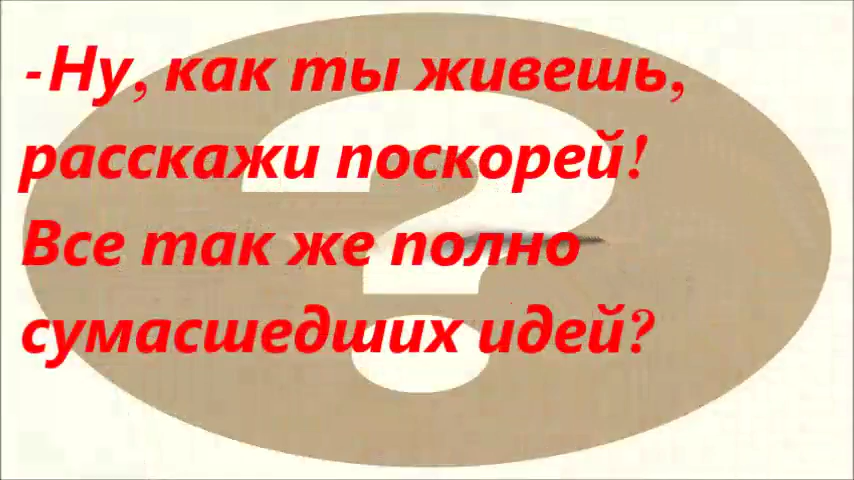 -Ну, как ты живешь,
расскажи поскорей!
Все так же полно
сумасшедших идей?